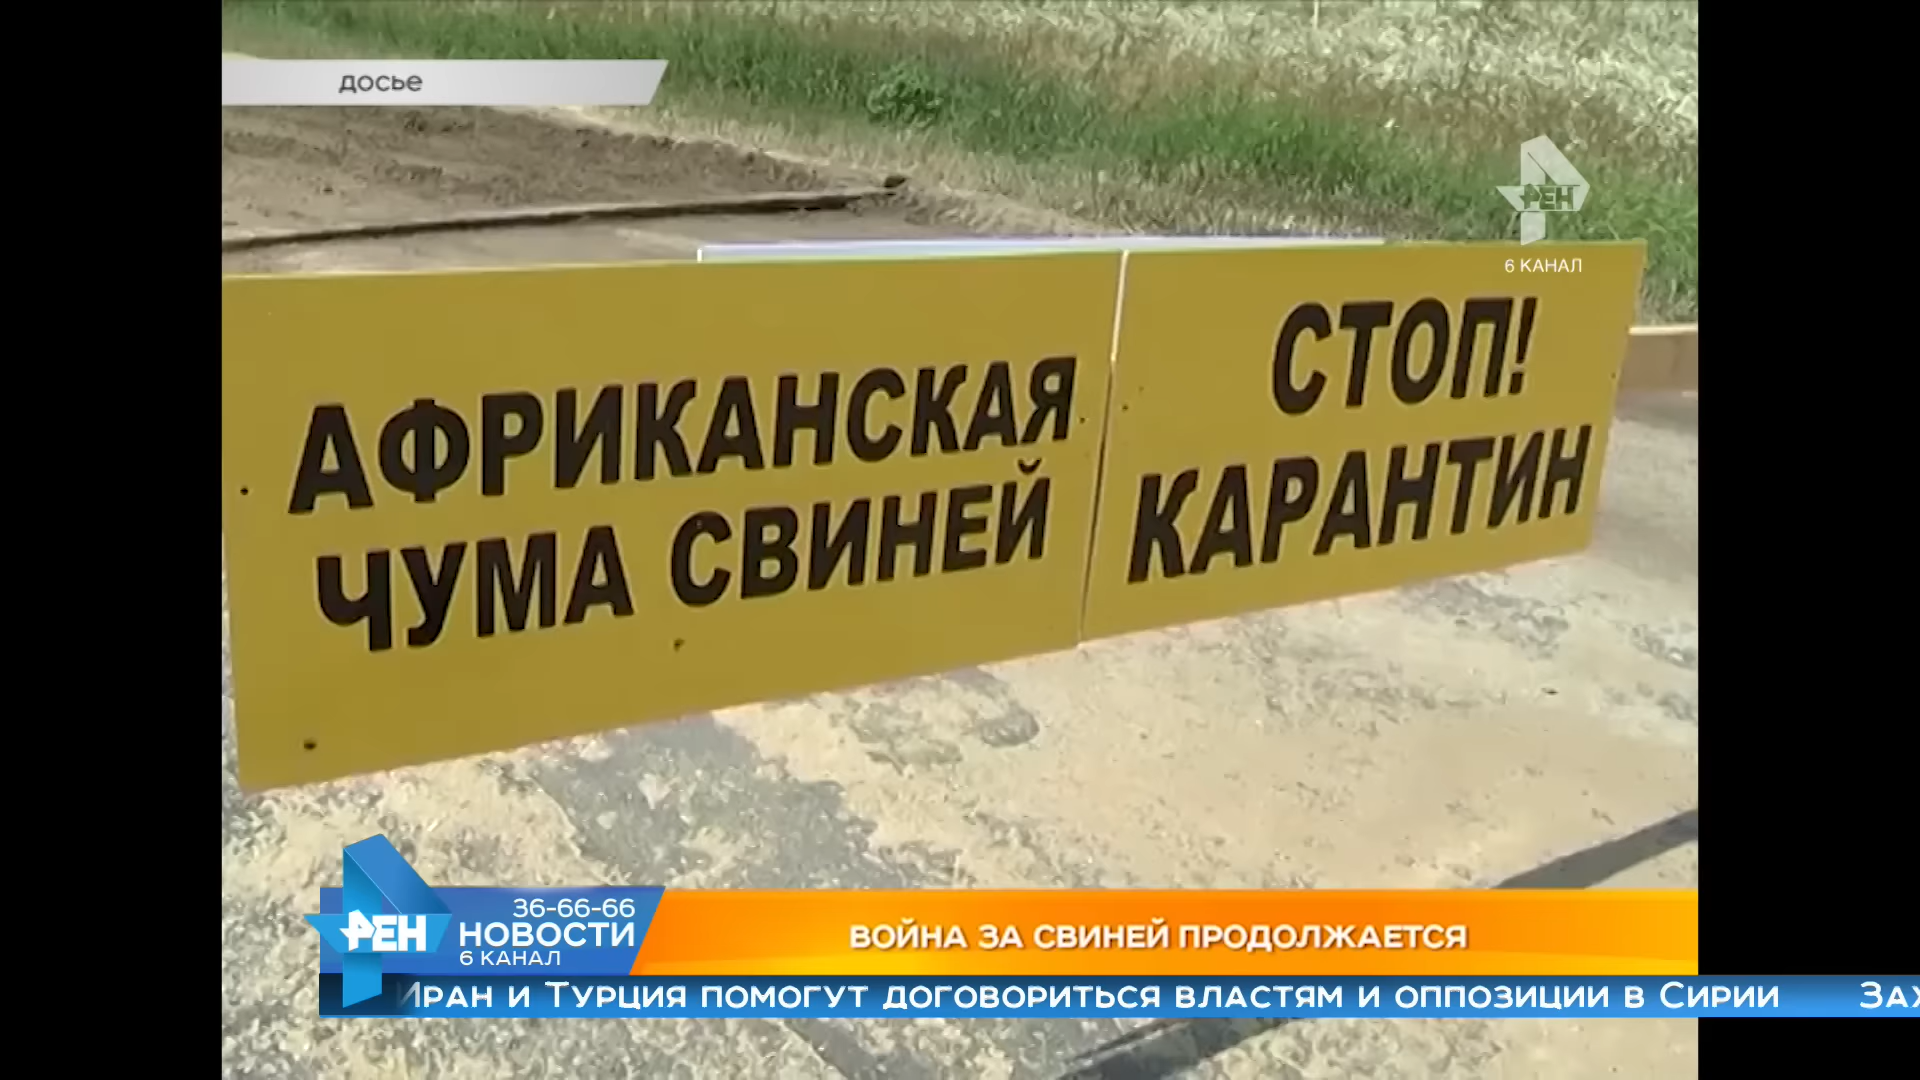 досье
РЕН
6 КАНАЛ
АФРИКАНСКАЯ
ЧУМА СВИНЕЙ
СТОП!
КАРАНТИН
36-66-66
РЕН
НОВОСТИ
6 КАНАЛ
ВОЙНА ЗА СВИНЕЙ ПРОДОЛЖАЕТСЯ
Иран и Турция помогут договориться властям и оппозиции в Сирии